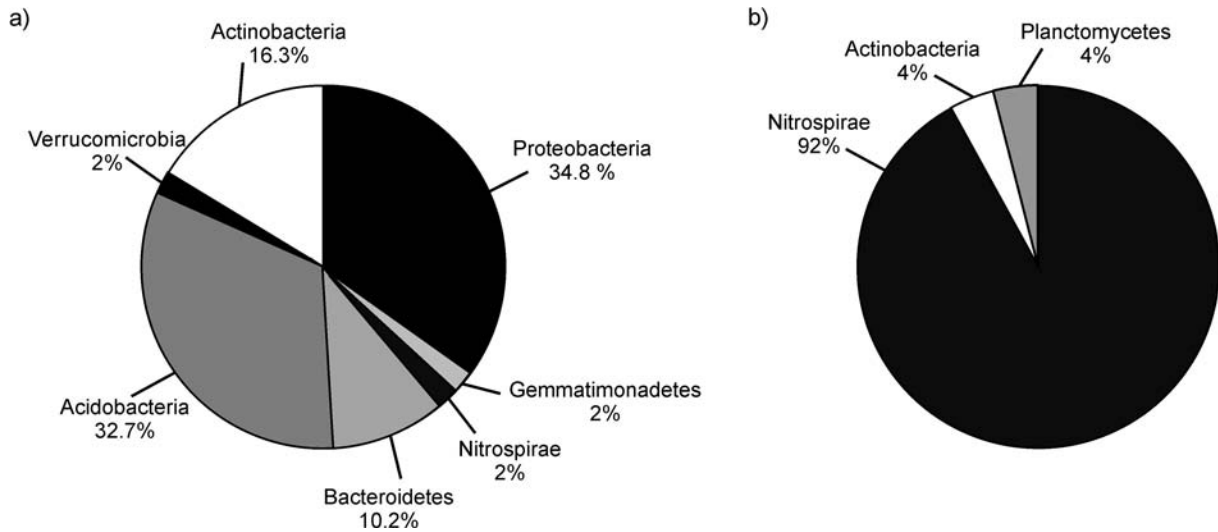 a)
Actinobacteria
16.3%
Verrucomicrobia
2%
Proteobacteria
34.8 %
Gemmatimonadetes
2%
Nitrospirae
2%
Bacteroidetes
10.2%
Acidobacteria
32.7%
b)
Planctomycetes
4%
Actinobacteria
4%
Nitrospirae
92%